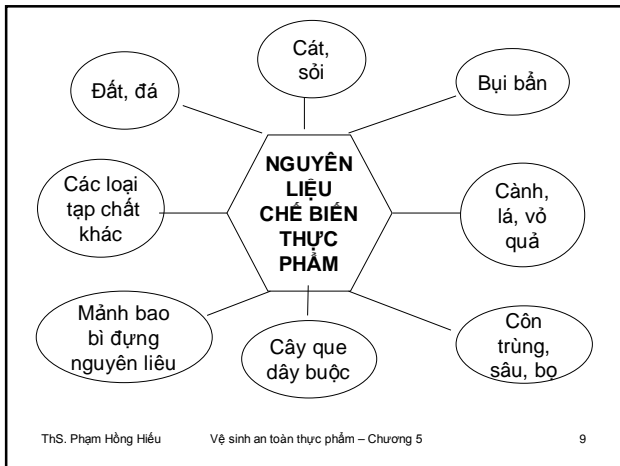 Cát,
sỏi
Đất, đá
Bụi bẩn
NGUYÊN
LIỆU
CHẾ BIẾN
THỰC
PHẨM
Các loại
tạp chất
khác
Cành,
lá, vỏ
quả
Mảnh bao
bì đựng
nguyên liêu
Cây que
dây buộc
Côn
trùng,
sâu, bọ
ThS. Phạm Hồng Hiếu Vệ sinh an toàn thực phẩm – Chương 5 9